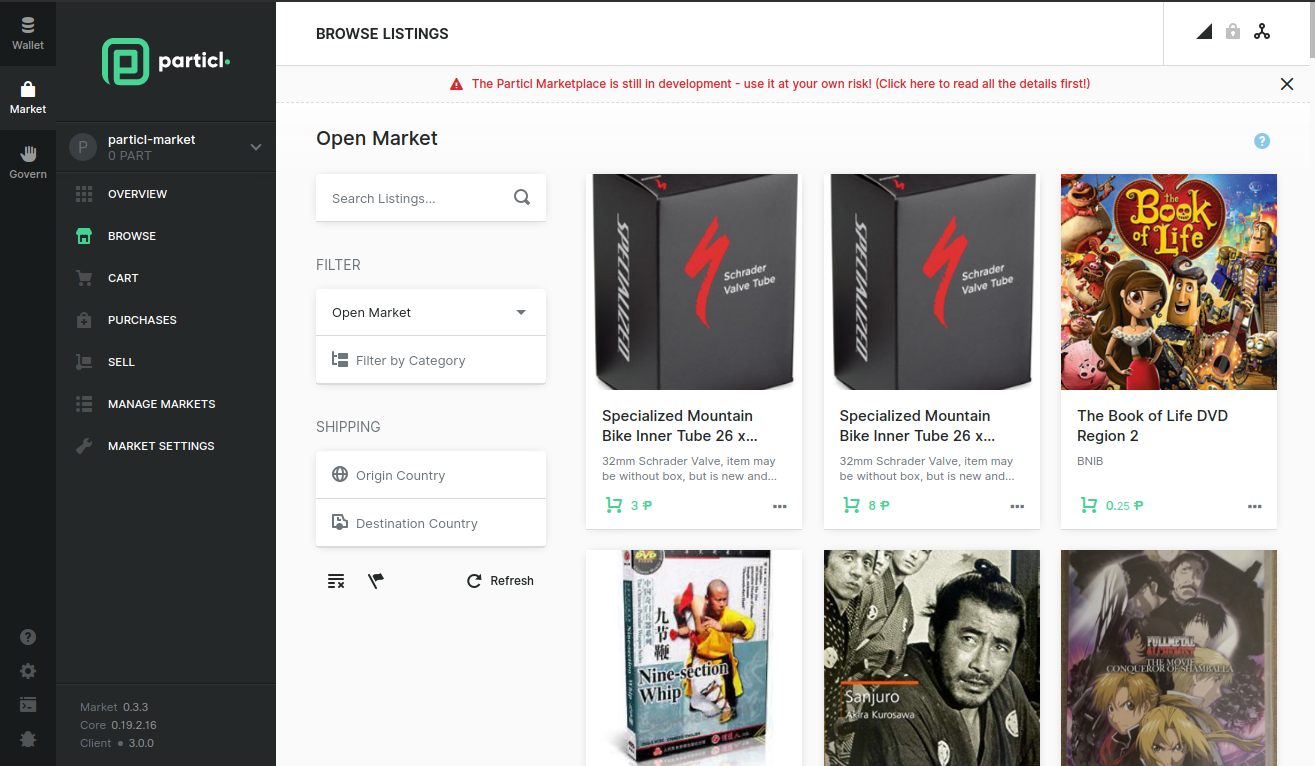 Wallet
Market
Govern
particl
P
particl-market
0 PART
OVERVIEW
BROWSE
CART
PURCHASES
SELL
MANAGE MARKETS
MARKET SETTINGS
Market 0.3.3
Core 0.19.2.16
Client 3.0.0
BROWSE LISTINGS
The Particl Marketplace is still in development - use it at your own risk! (Click here to read all the details first!)
Open Market
?
Search Listings...
FILTER
Open Market
Filter by Category
SHIPPING
Origin Country
Destination Country
Refresh
SPECIALIZED
Schrader
Valve Tube
Specialized Mountain
Bike Inner Tube 26 x...
32mm Schrader Valve, item may
be without box, but is new and...
3 ₱
SPECIALIZED
Schrader
Valve Tube
Specialized Mountain
Bike Inner Tube 26 x...
32mm Schrader Valve, item may
be without box, but is new and...
8 ₱
the
Book
of Life
The Book of Life DVD
Region 2
BNIB
0.25 ₱
DVD
九节鞭
Nine-section
Whip
Sanjuro
Akira Kurosawa
FULLMETAL
ALCHEMIST
THE MOVIE
CONQUEROR OF SHAMBALLA